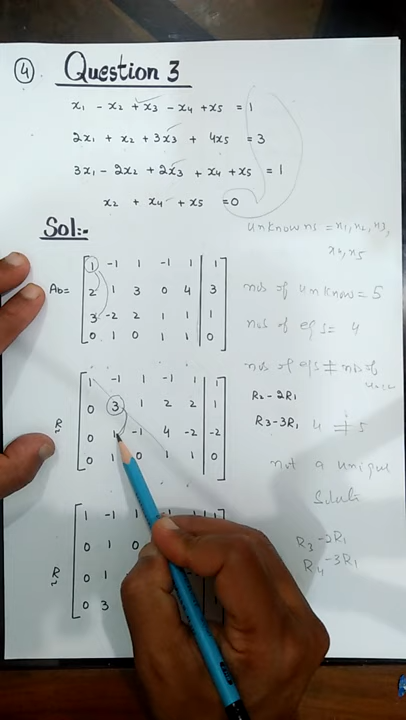 4 Question 3
x1 - x2 + x3 - x4 + x5 = 1
2x1 + x2 + 3x3 + 4x5 = 3
3x1 - 2x2 + 2x3 + x4 + x5 = 1
x2 + x4 + x5 = 0
Sol:-
unknowns = x1, x2, x3,
x4, x5
Ab = 1 -1 1 -1 1 | 1
2 1 3 0 4 | 3
3 -2 2 1 1 | 1
0 1 0 1 1 | 0
nos of unknow = 5
nos of eqs = 4
nos of eqs ≠ nos of
R 1 -1 1 -1 1 | 1
0 3 1 2 2 | 1
0 1 -1 4 -2 | -2
0 1 0 1 1 | 0
R2 - 2R1
R3 - 3R1
4 ≠ 5
not a unique
Soluti
R 1 -1 1
0 1 0
0 1
0 3
R3 - 2R1
R4 - 3R1